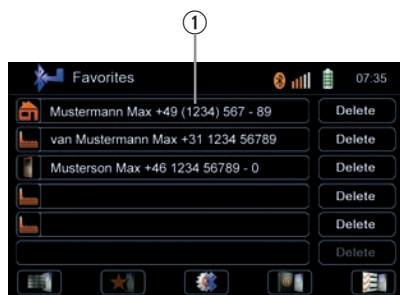 1
Favorites 07:35
Mustermann Max +49 (1234) 567 - 89 Delete
van Mustermann Max +31 1234 56789 Delete
Musterson Max +46 1234 56789 - 0 Delete
Delete
Delete
Delete